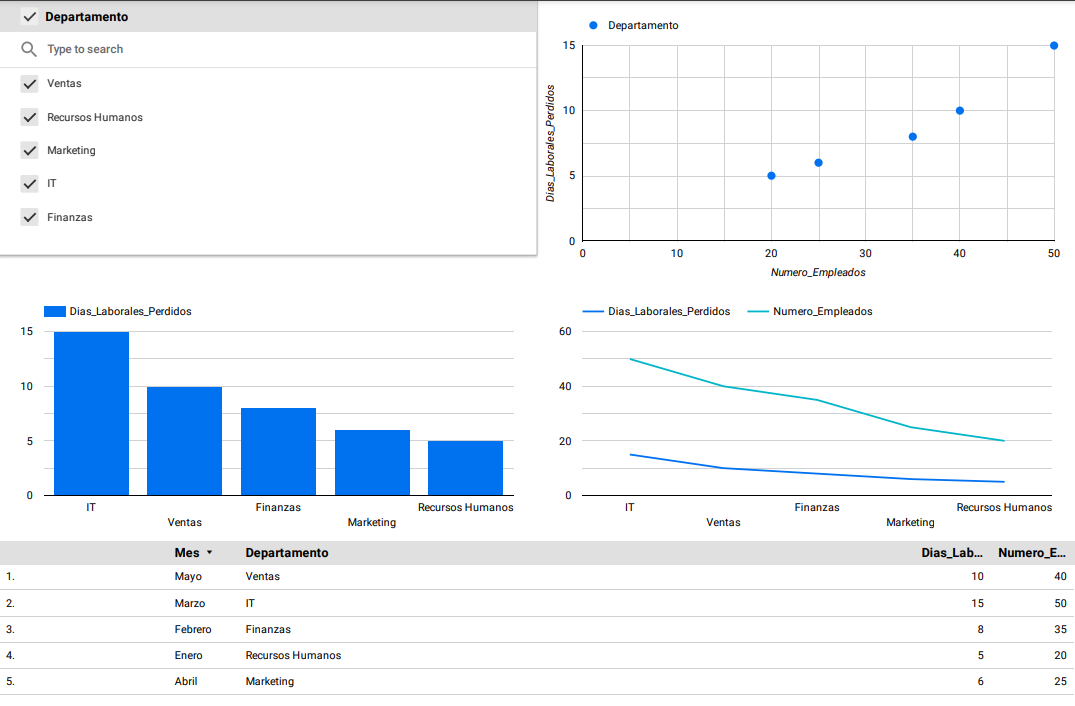 Departamento
Type to search
Ventas
Recursos Humanos
Marketing
IT
Finanzas
Departamento
15
10
5
0
Dias_Laborales_Perdidos
0 10 20 30 40 50
Numero_Empleados
Dias_Laborales_Perdidos
15
10
5
0
IT Ventas Finanzas Marketing Recursos Humanos
Dias_Laborales_Perdidos Numero_Empleados
60
40
20
0
IT Ventas Finanzas Marketing Recursos Humanos
Mes Departamento Dias_Lab... Numero_E...
1. Mayo Ventas 10 40
2. Marzo IT 15 50
3. Febrero Finanzas 8 35
4. Enero Recursos Humanos 5 20
5. Abril Marketing 6 25